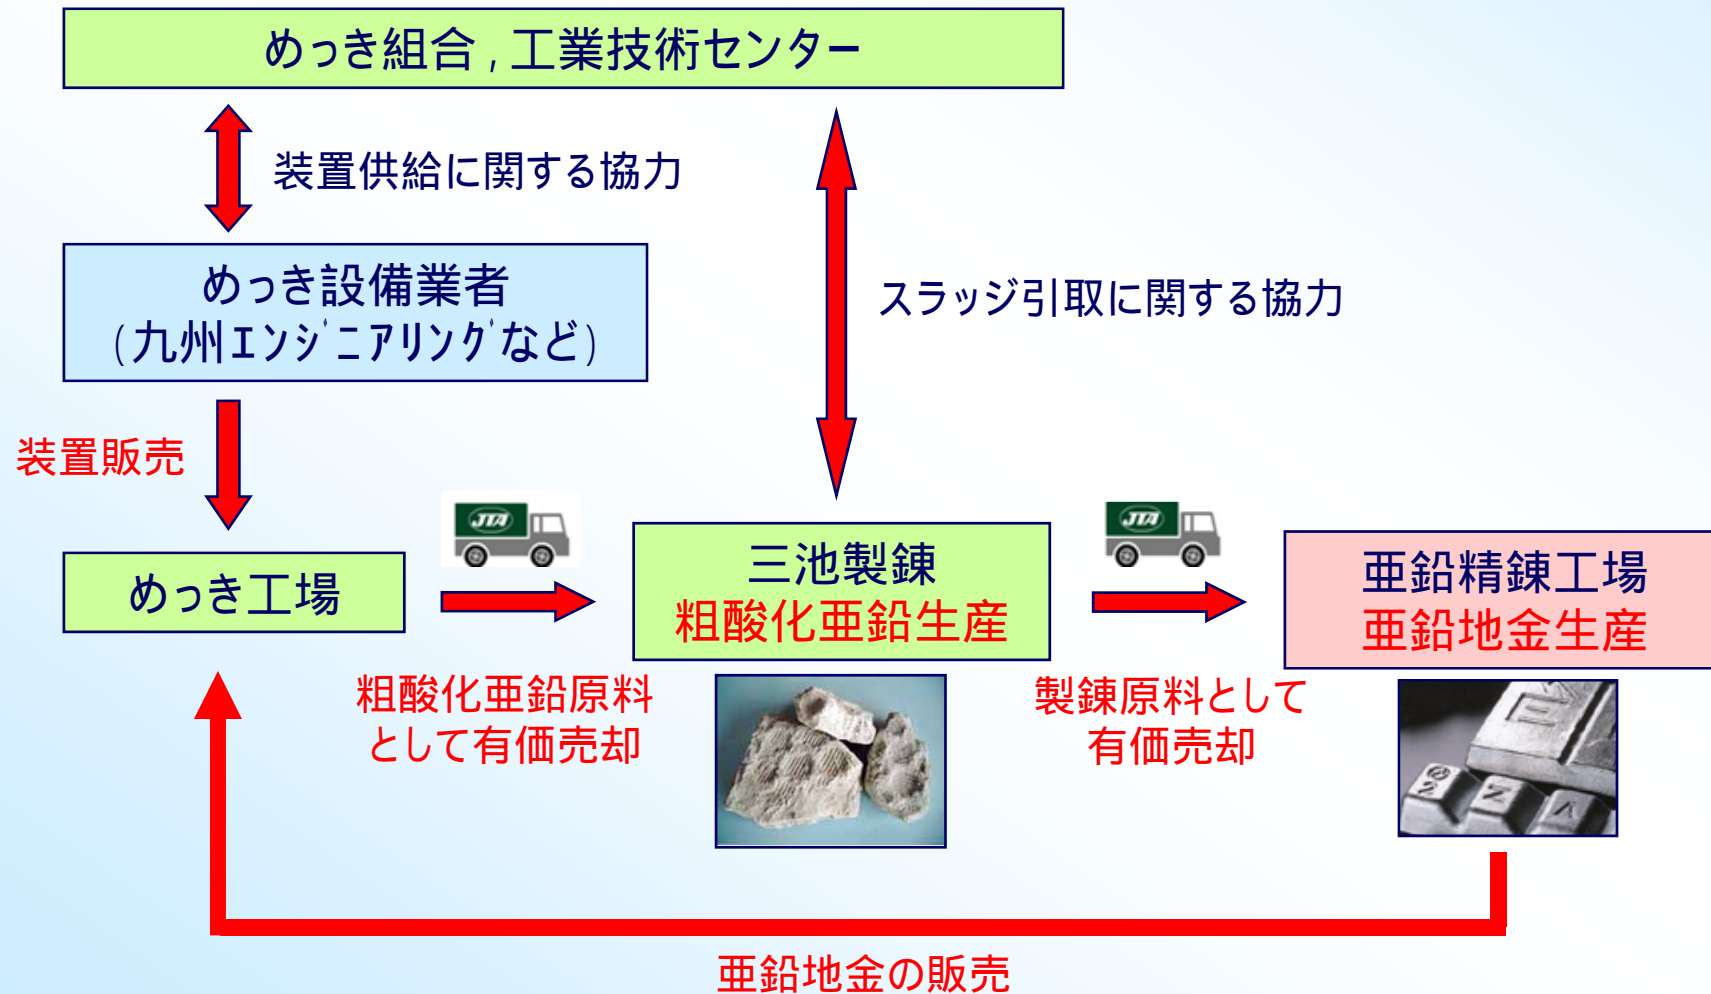 めっき組合 , 工業技術センター
装置供給に関する協力
めっき設備業者
(九州ｴﾝｼﾞﾆｱﾘﾝｸﾞなど)
スラッジ引取に関する協力
装置販売
JTA
JTA
めっき工場
三池製錬
粗酸化亜鉛生産
亜鉛精錬工場
亜鉛地金生産
粗酸化亜鉛原料
として有価売却
製錬原料として
有価売却
亜鉛地金の販売